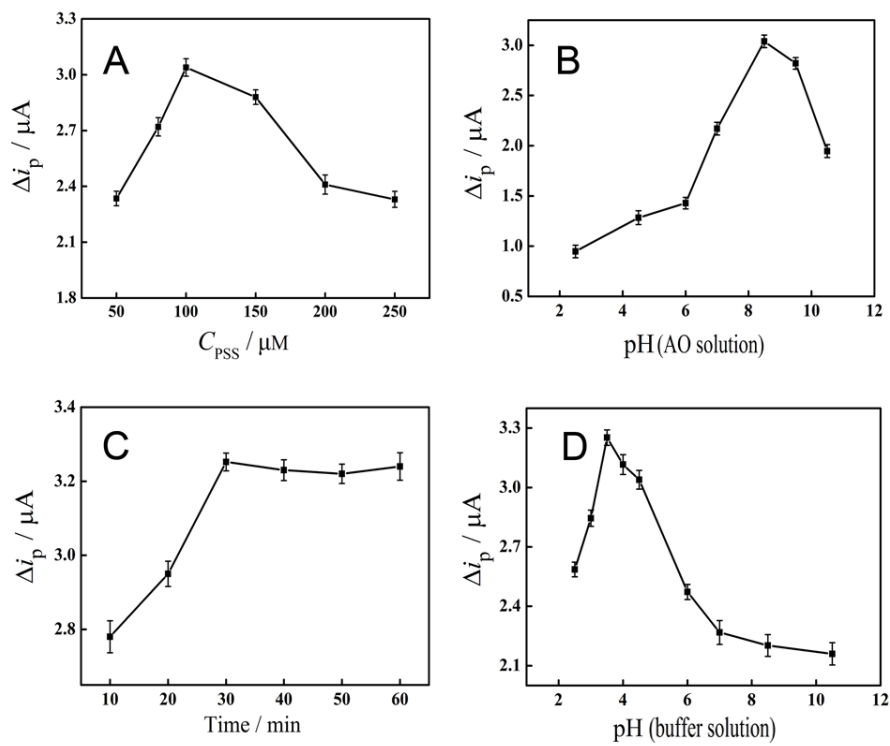 A
Δiₚ / μA
3.3
3.0
2.7
2.4
2.1
1.8
50 100 150 200 250
C_PSS / μM
B
Δiₚ / μA
3.0
2.5
2.0
1.5
1.0
0.5
2 4 6 8 10 12
pH (AO solution)
C
Δiₚ / μA
3.4
3.2
3.0
2.8
10 20 30 40 50 60
Time / min
D
Δiₚ / μA
3.3
3.0
2.7
2.4
2.1
2 4 6 8 10 12
pH (buffer solution)